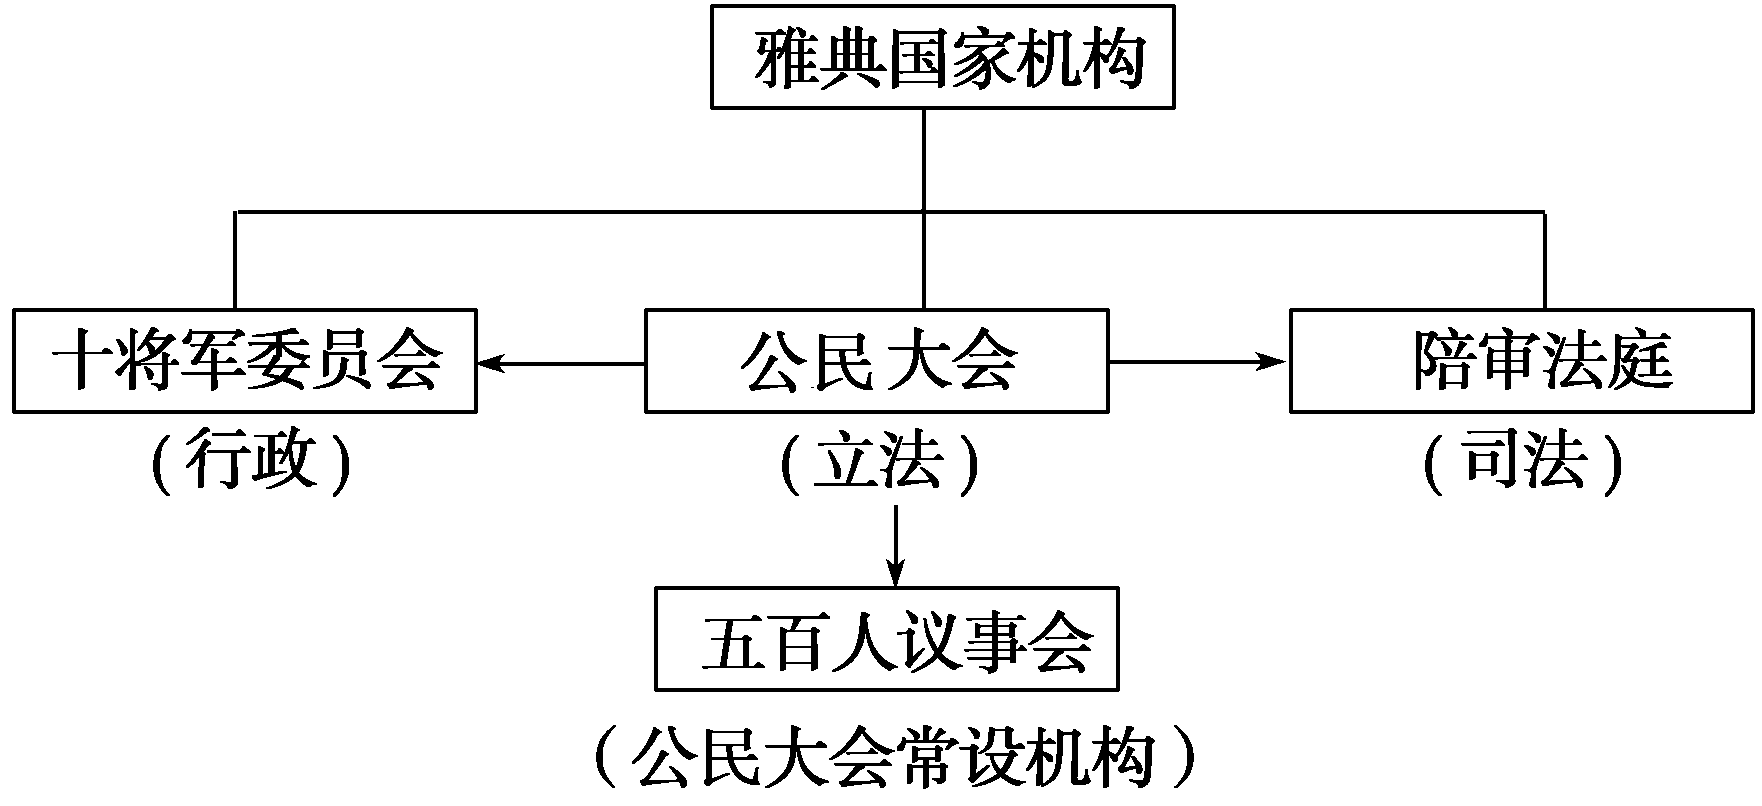 雅典国家机构
十将军委员会
公民大会
陪审法庭
(行政)
(立法)
(司法)
五百人议事会
(公民大会常设机构)